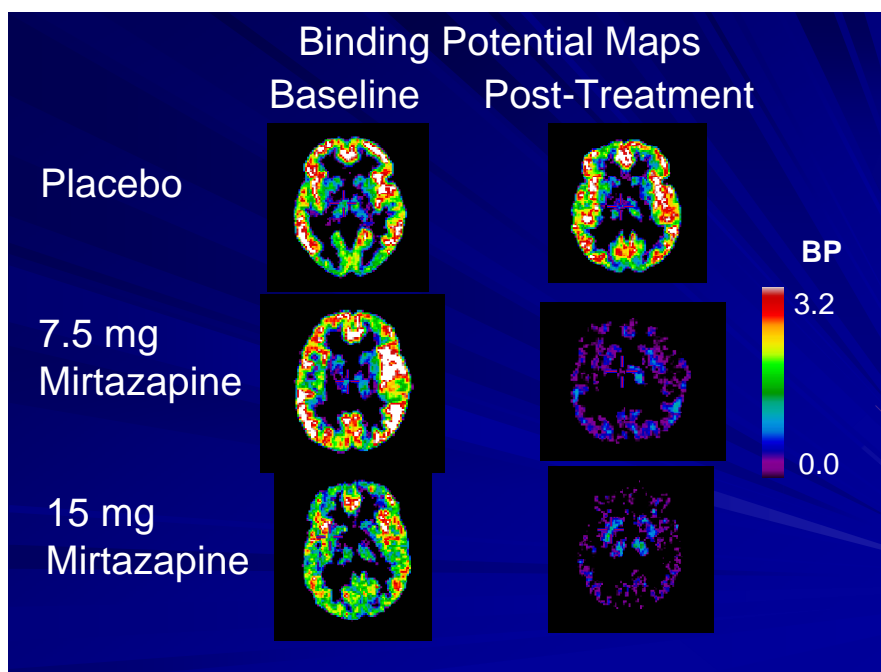 Binding Potential Maps
Baseline Post-Treatment
Placebo
BP
3.2
7.5 mg
Mirtazapine
0.0
15 mg
Mirtazapine